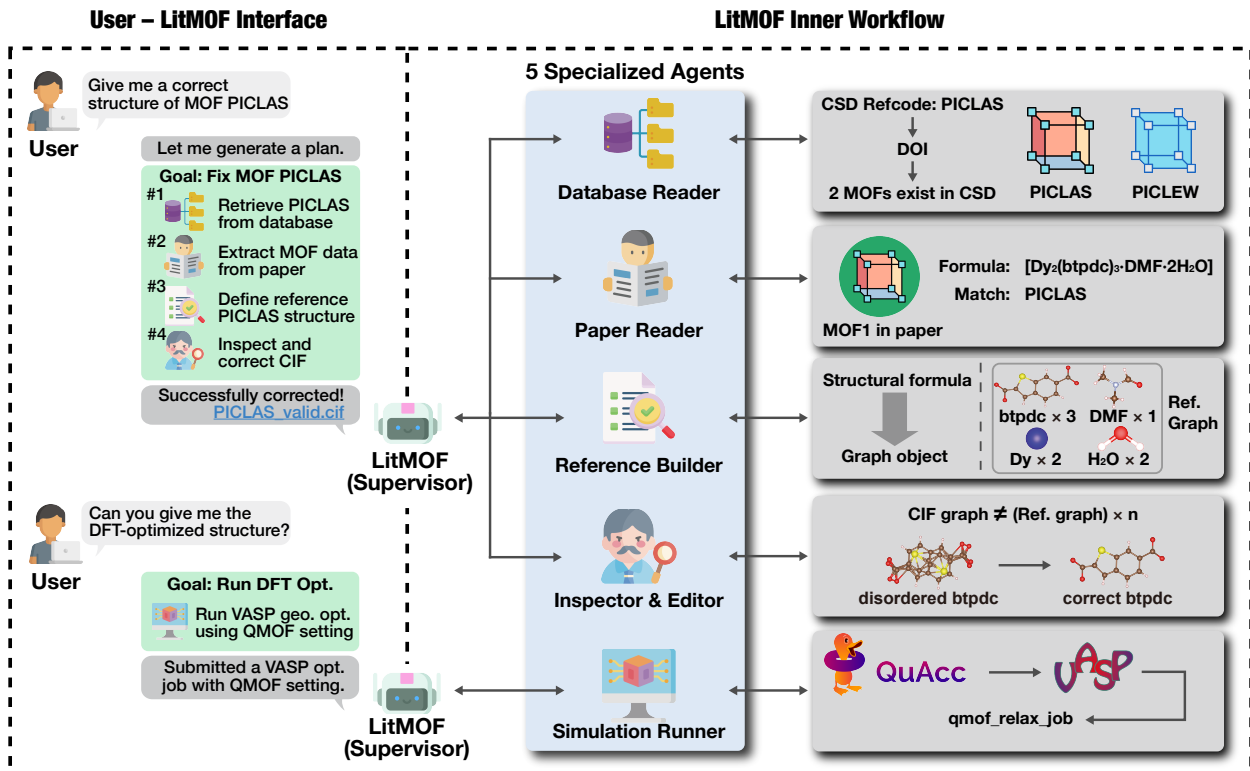 User – LitMOF Interface
LitMOF Inner Workflow
Give me a correct
structure of MOF PICLAS
User
Let me generate a plan.
Goal: Fix MOF PICLAS
#1
Retrieve PICLAS
from database
#2
Extract MOF data
from paper
#3
Define reference
PICLAS structure
#4
Inspect and
correct CIF
Successfully corrected!
PICLAS_valid.cif
LitMOF
(Supervisor)
Can you give me the
DFT-optimized structure?
User
Goal: Run DFT Opt.
Run VASP geo. opt.
using QMOF setting
Submitted a VASP opt.
job with QMOF setting.
LitMOF
(Supervisor)
5 Specialized Agents
Database Reader
Paper Reader
Reference Builder
Inspector & Editor
Simulation Runner
CSD Refcode: PICLAS
DOI
2 MOFs exist in CSD
PICLAS
PICLEW
Formula: [Dy₂(btpdc)₃·DMF·2H₂O]
Match: PICLAS
MOF1 in paper
Structural formula
Graph object
btpdc × 3
DMF × 1
Dy × 2
H₂O × 2
Ref.
Graph
CIF graph ≠ (Ref. graph) × n
disordered btpdc
correct btpdc
QuAcc
VASP
qmof_relax_job